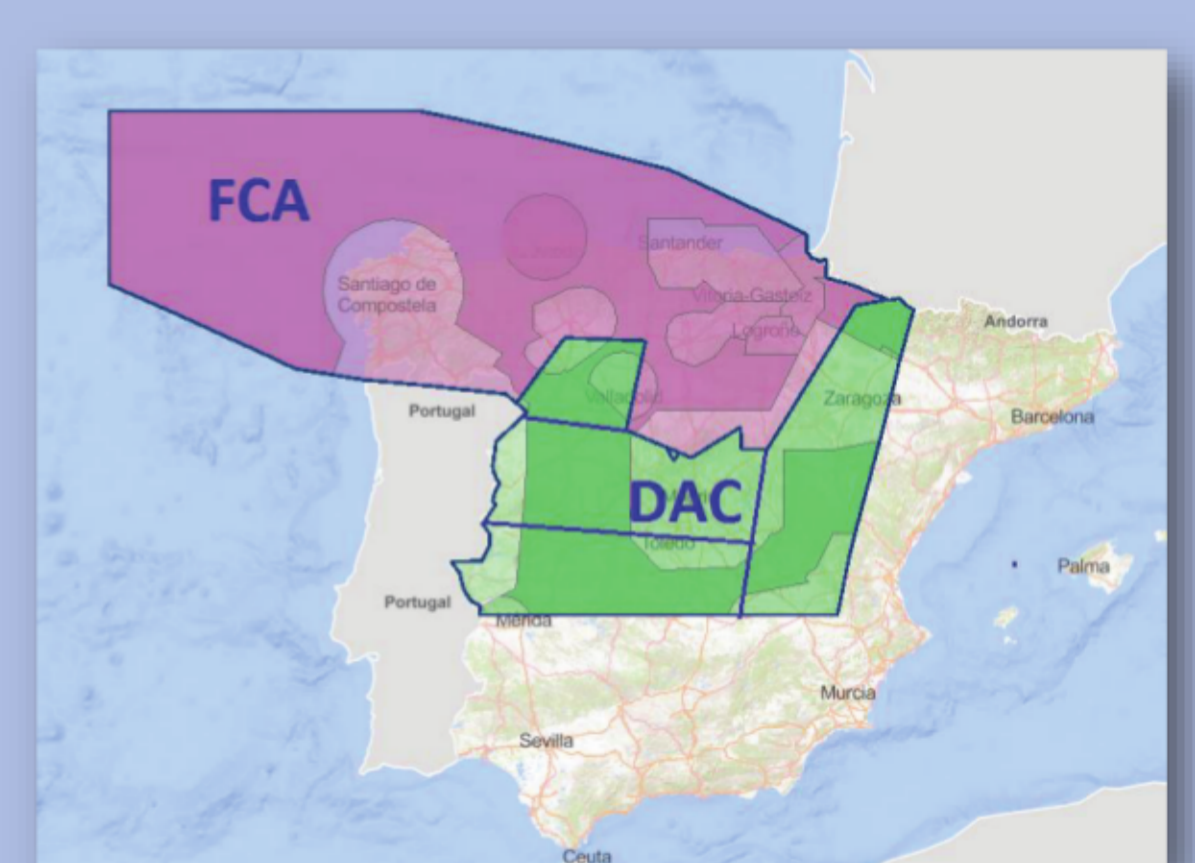 FCA
Santander
Santiago de
Compostela
Vitoria-Gasteiz
Logroño
Andorra
Valladolid
Zaragoza
Portugal
Barcelona
DAC
Toledo
Palma
Portugal
Mérida
Murcia
Sevilla
Ceuta